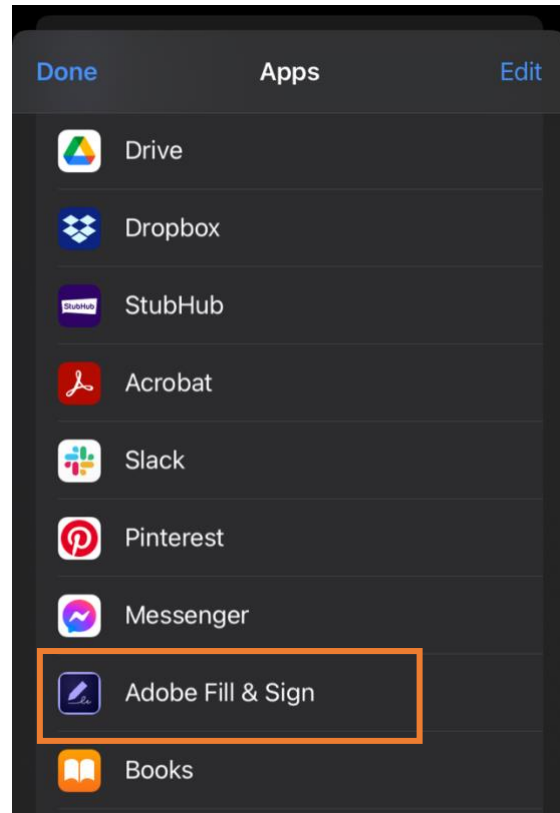 Done Apps Edit
Drive
Dropbox
StubHub StubHub
Acrobat
Slack
Pinterest
Messenger
Adobe Fill & Sign
Books